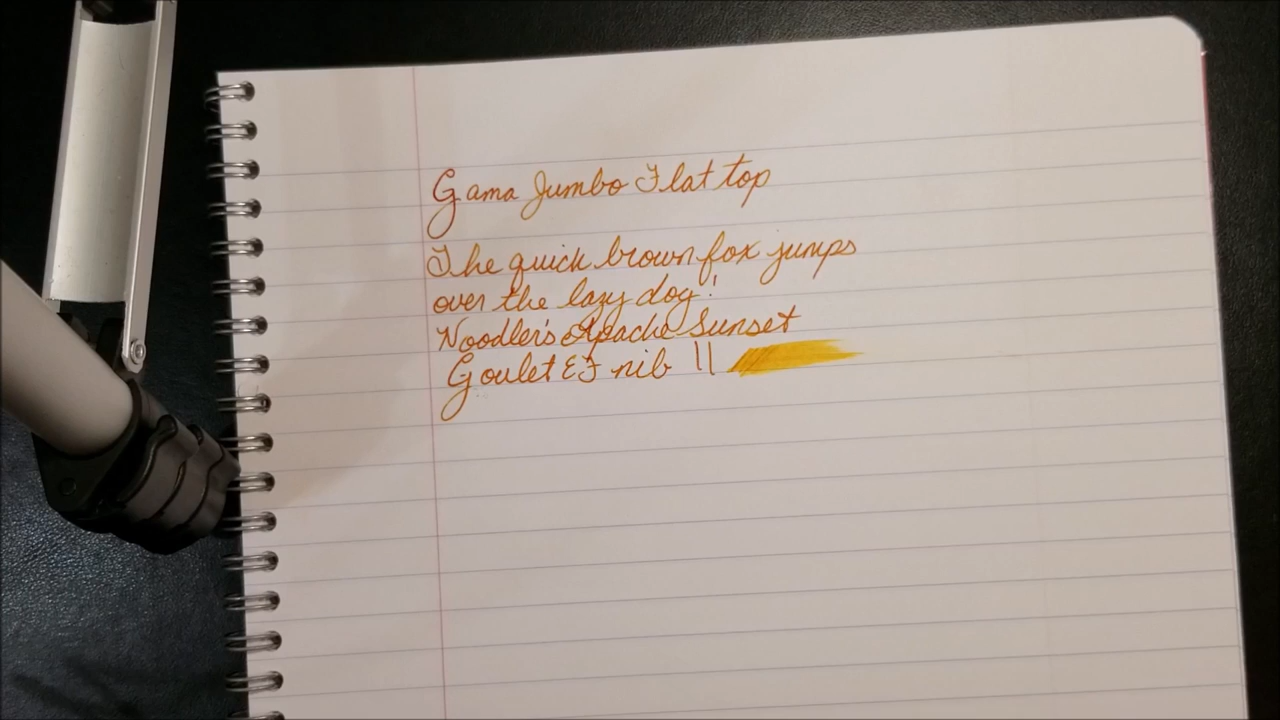 Gama Jumbo Flat top
The quick brown fox jumps
over the lazy dog!
Noodler's Apache Sunset
Goulet EF nib